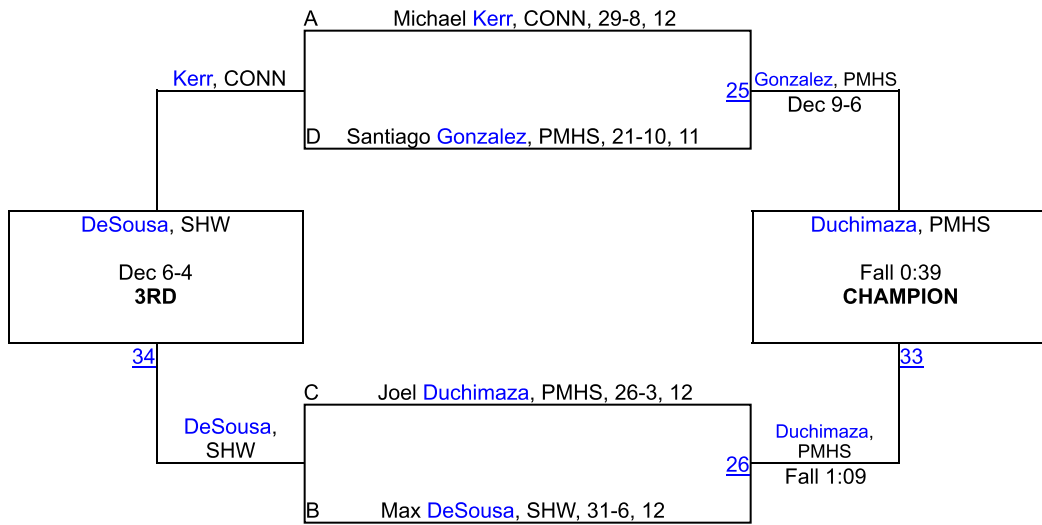 A Michael Kerr, CONN, 29-8, 12
Kerr, CONN
25 Gonzalez, PMHS
Dec 9-6
D Santiago Gonzalez, PMHS, 21-10, 11
DeSousa, SHW
Dec 6-4
3RD
Duchimaza, PMHS
Fall 0:39
CHAMPION
34
33
C Joel Duchimaza, PMHS, 26-3, 12
DeSousa,
SHW
Duchimaza,
PMHS
26
Fall 1:09
B Max DeSousa, SHW, 31-6, 12